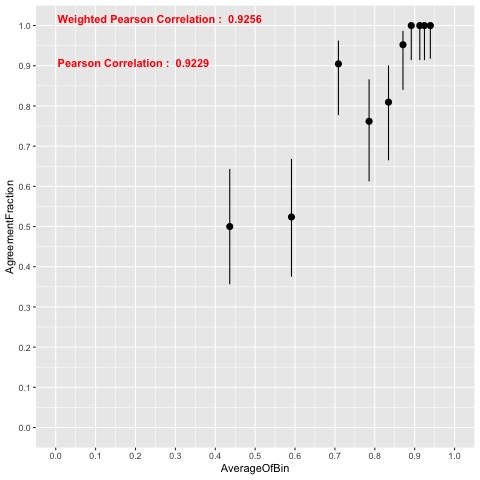 Weighted Pearson Correlation :  0.9256
Pearson Correlation :  0.9229
1.0
0.9
0.8
0.7
0.6
0.5
0.4
0.3
0.2
0.1
0.0
AgreementFraction
0.0 0.1 0.2 0.3 0.4 0.5 0.6 0.7 0.8 0.9 1.0
AverageOfBin